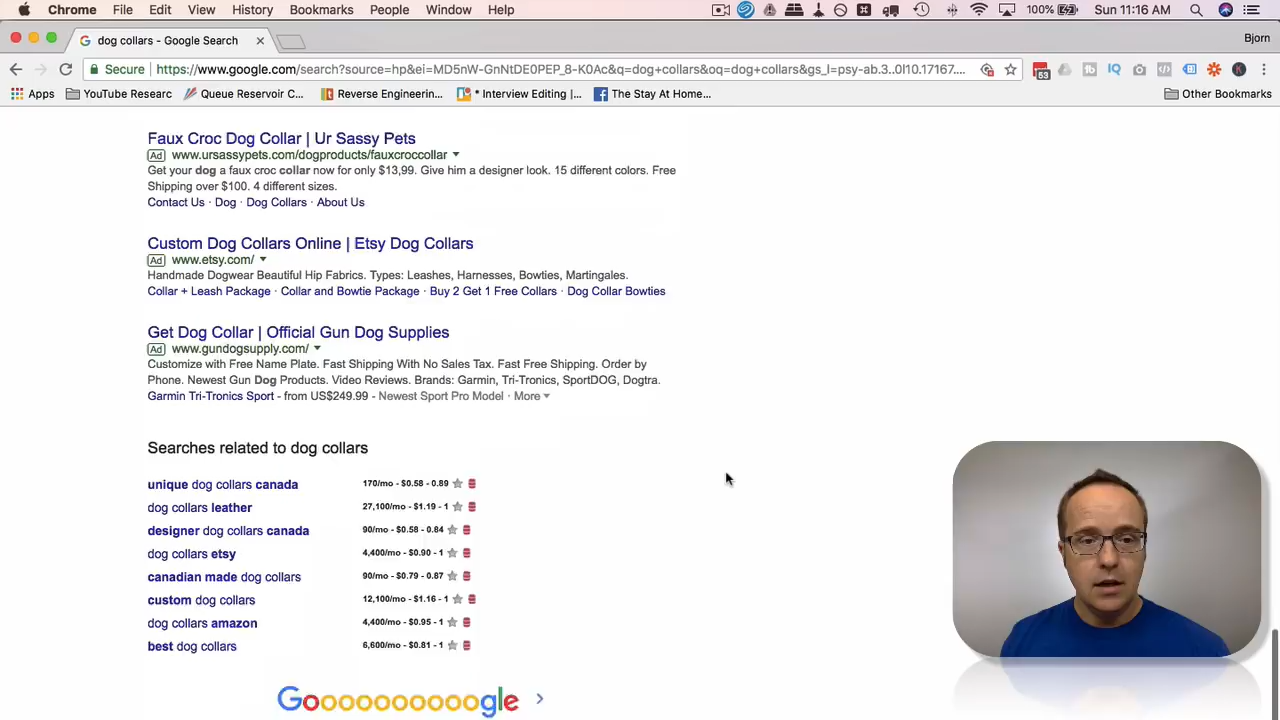 Chrome File Edit View History Bookmarks People Window Help 100% Sun 11:16 AM
dog collars - Google Search Bjorn
Secure https://www.google.com/search?source=hp&ei=MD5nW-GnNtDE0PEP_8-K0Ac&q=dog+collars&oq=dog+collars&gs_l=psy-ab.3..0l10.17167.... 53
Apps YouTube Researc Queue Reservoir C... Reverse Engineerin... * Interview Editing |... The Stay At Home... Other Bookmarks
Faux Croc Dog Collar | Ur Sassy Pets
Ad www.ursassypets.com/dogproducts/fauxcroccollar
Get your dog a faux croc collar now for only $13,99. Give him a designer look. 15 different colors. Free
Shipping over $100. 4 different sizes.
Contact Us · Dog · Dog Collars · About Us
Custom Dog Collars Online | Etsy Dog Collars
Ad www.etsy.com/
Handmade Dogwear Beautiful Hip Fabrics. Types: Leashes, Harnesses, Bowties, Martingales.
Collar + Leash Package · Collar and Bowtie Package · Buy 2 Get 1 Free Collars · Dog Collar Bowties
Get Dog Collar | Official Gun Dog Supplies
Ad www.gundogsupply.com/
Customize with Free Name Plate. Fast Shipping With No Sales Tax. Fast Free Shipping. Order by
Phone. Newest Gun Dog Products. Video Reviews. Brands: Garmin, Tri-Tronics, SportDOG, Dogtra.
Garmin Tri-Tronics Sport - from US$249.99 - Newest Sport Pro Model · More
Searches related to dog collars
unique dog collars canada 170/mo - $0.58 - 0.89
dog collars leather 27,100/mo - $1.19 - 1
designer dog collars canada 90/mo - $0.58 - 0.84
dog collars etsy 4,400/mo - $0.90 - 1
canadian made dog collars 90/mo - $0.79 - 0.87
custom dog collars 12,100/mo - $1.16 - 1
dog collars amazon 4,400/mo - $0.95 - 1
best dog collars 6,600/mo - $0.81 - 1
Goooooooooogle